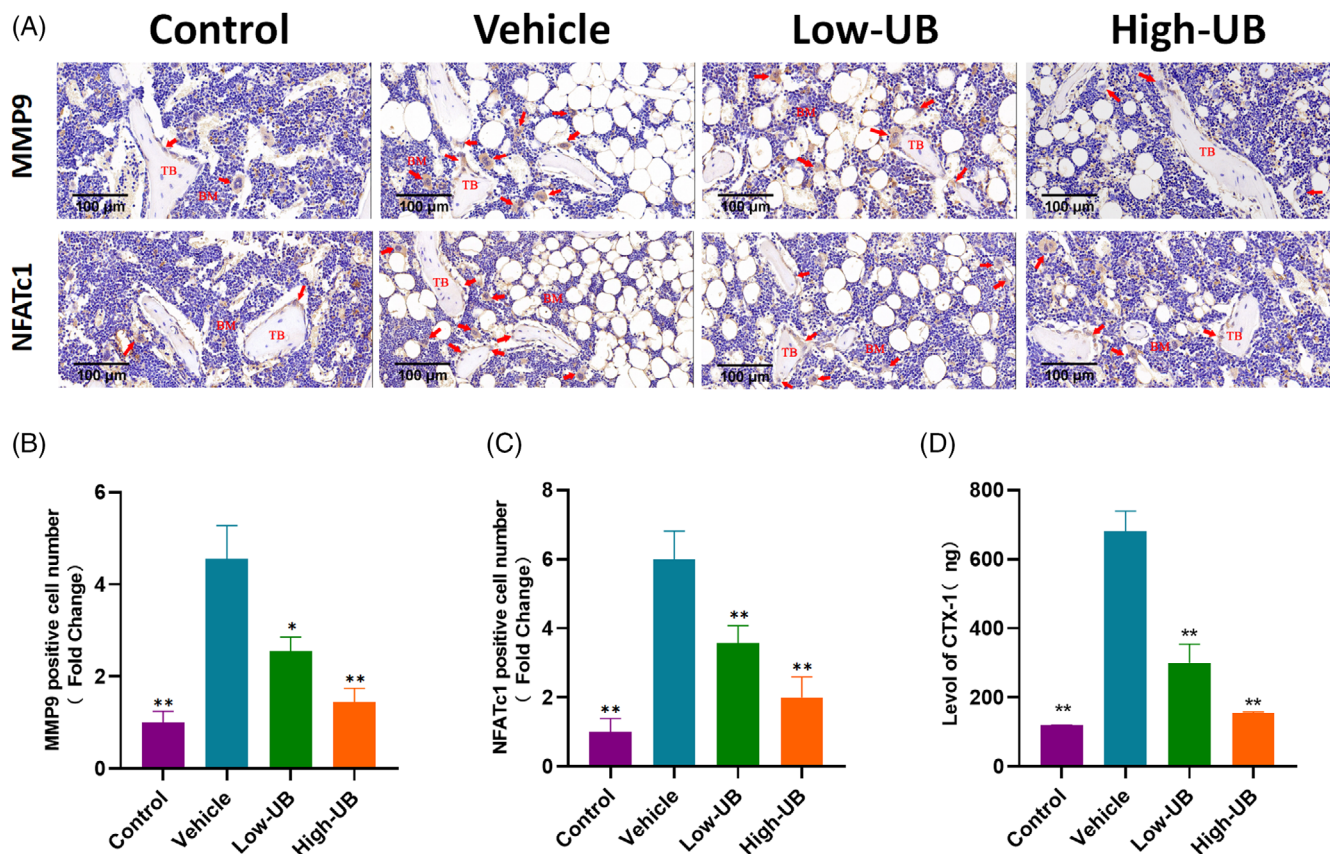 (A)
Control Vehicle Low-UB High-UB
MMP9
TB BM 100 µm
BM TB 100 µm
BM TB 100 µm
TB 100 µm
NFATc1
BM TB 100 µm
TB BM 100 µm
TB BM 100 µm
TB BM 100 µm
(B)
MMP9 positive cell number
( Fold Change)
6
4
2
0
** * **
Control Vehicle Low-UB High-UB
(C)
NFATc1 positive cell number
( Fold Change)
8
6
4
2
0
** ** **
Control Vehicle Low-UB High-UB
(D)
Levol of CTX-1( ng)
800
600
400
200
0
** ** **
Control Vehicle Low-UB High-UB